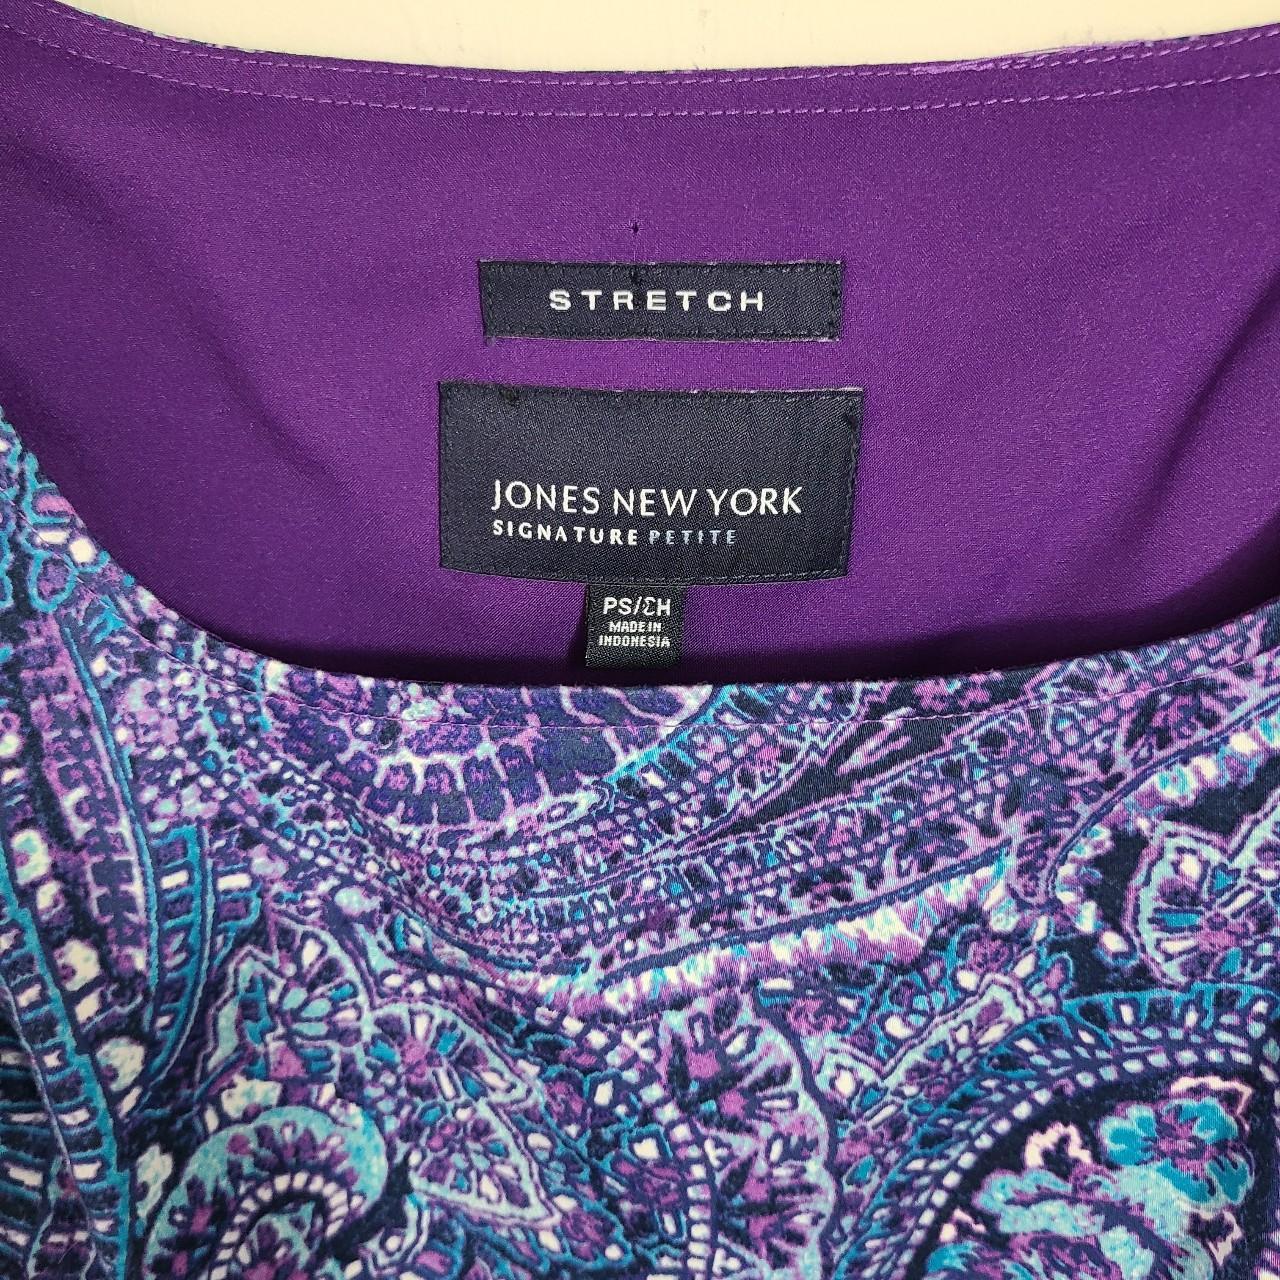 STRETCH
JONES NEW YORK
SIGNATURE PETITE
PS/CH
MADE IN
INDONESIA